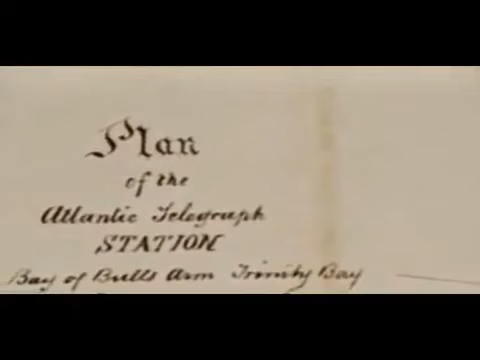 Plan
of the
Atlantic Telegraph
STATION
Bay of Bulls Arm Trinity Bay